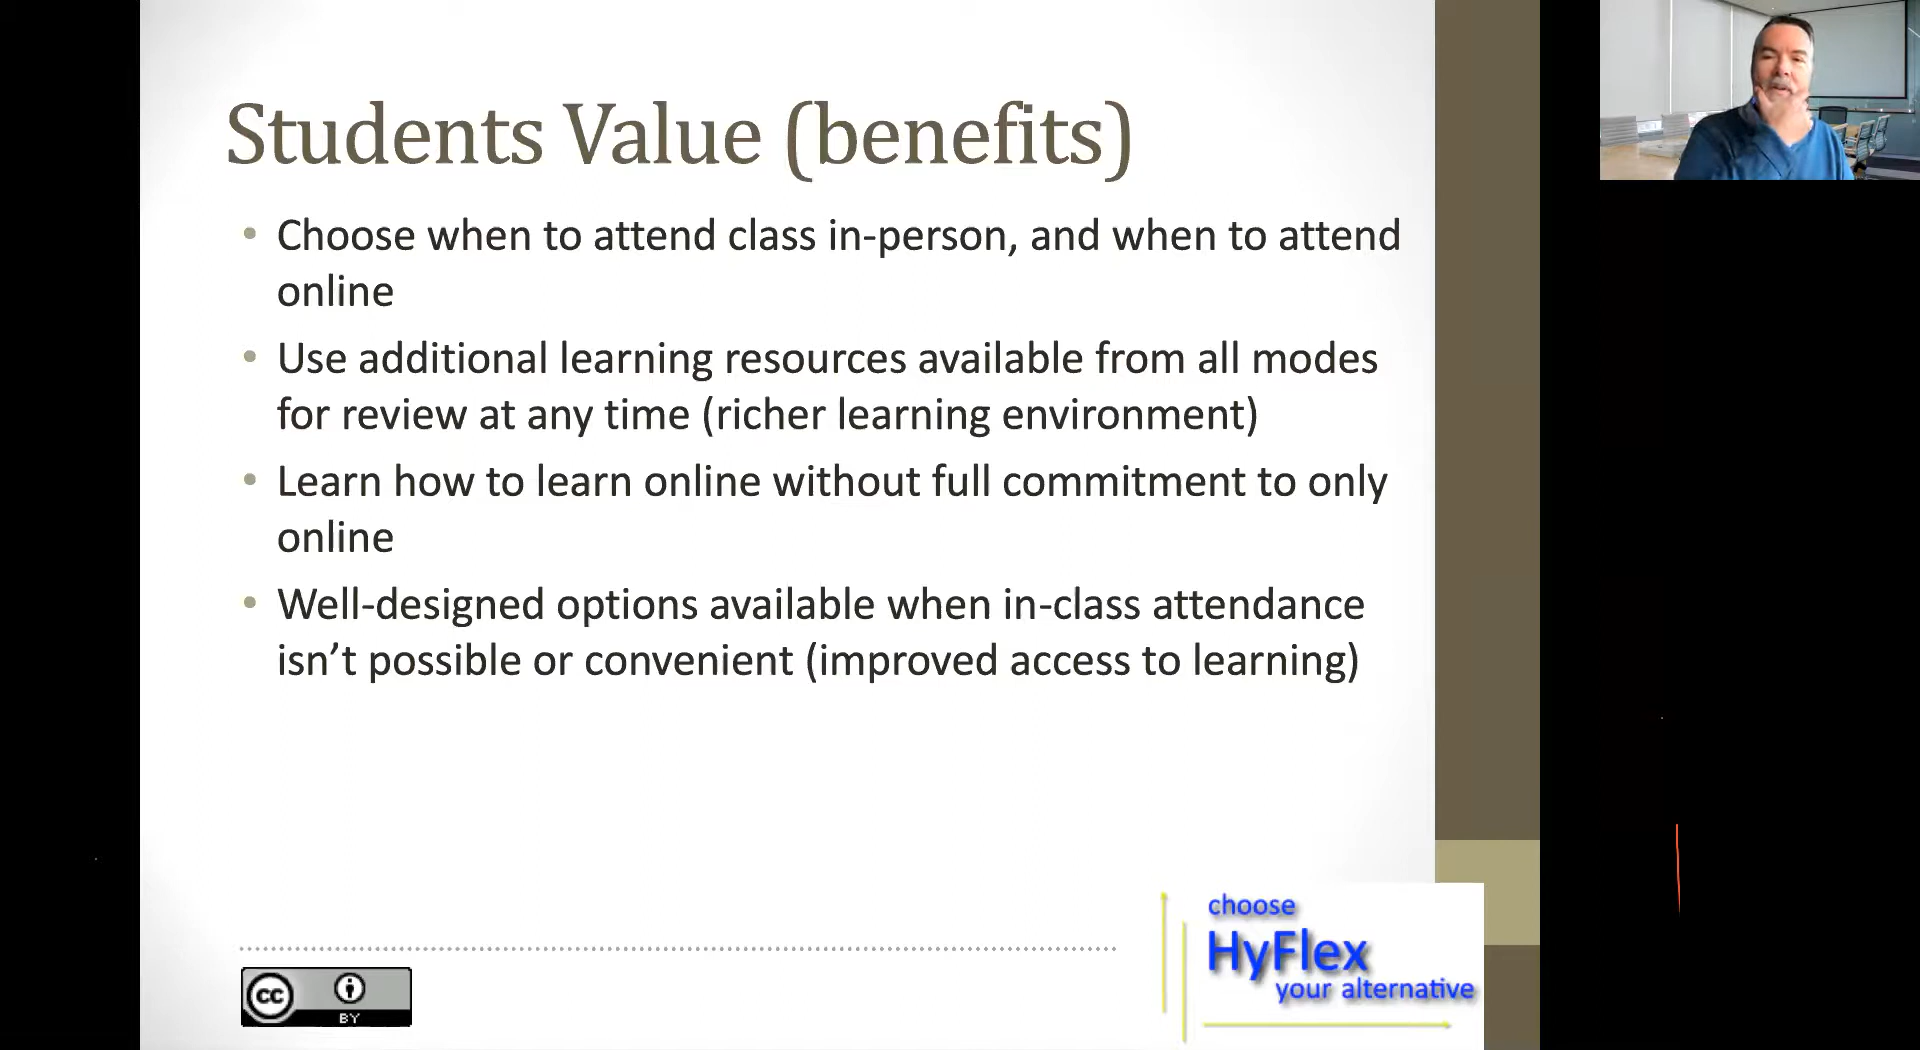 Students Value (benefits)
• Choose when to attend class in-person, and when to attend
online
• Use additional learning resources available from all modes
for review at any time (richer learning environment)
• Learn how to learn online without full commitment to only
online
• Well-designed options available when in-class attendance
isn’t possible or convenient (improved access to learning)
choose
HyFlex
your alternative
cc
BY